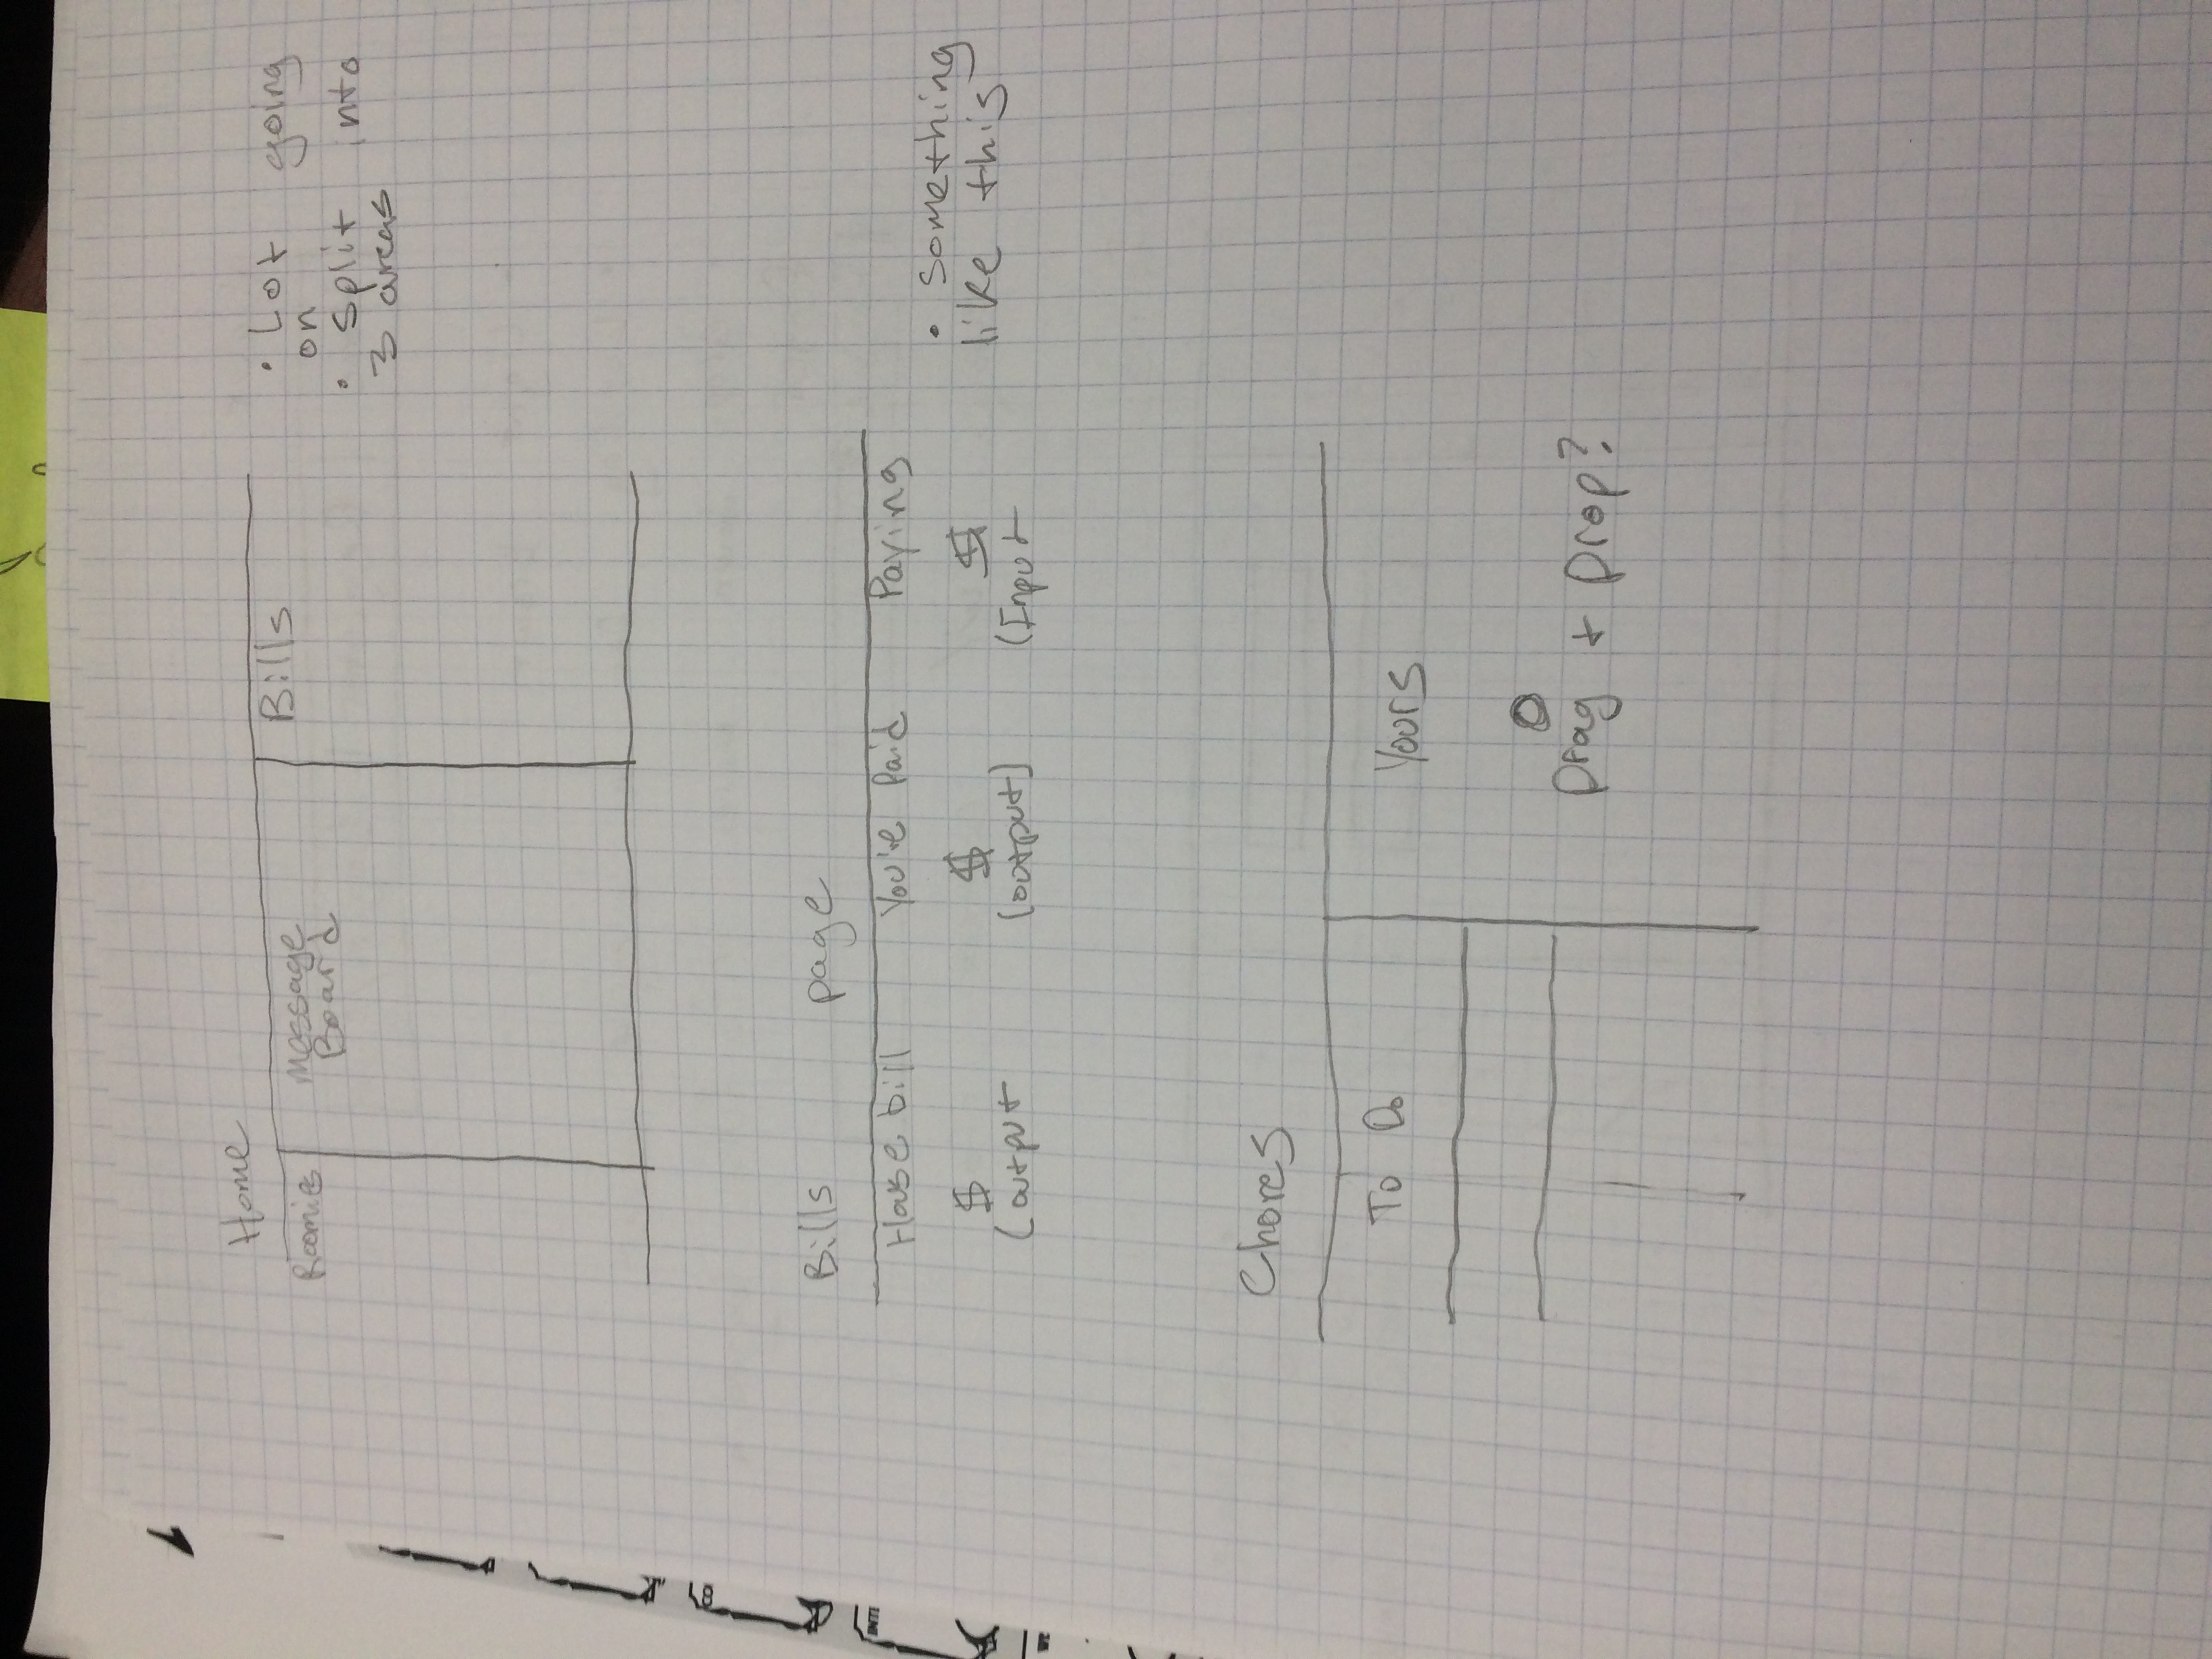 Home
Roomies
Message
Board
Bills
• Lot going
on
• Split into
3 areas
Bills page
House bill
You've Paid
Paying
$
(output
$
(output)
$
(Input
• Something
like this
Chores
To Do
Yours
Drag + Drop?